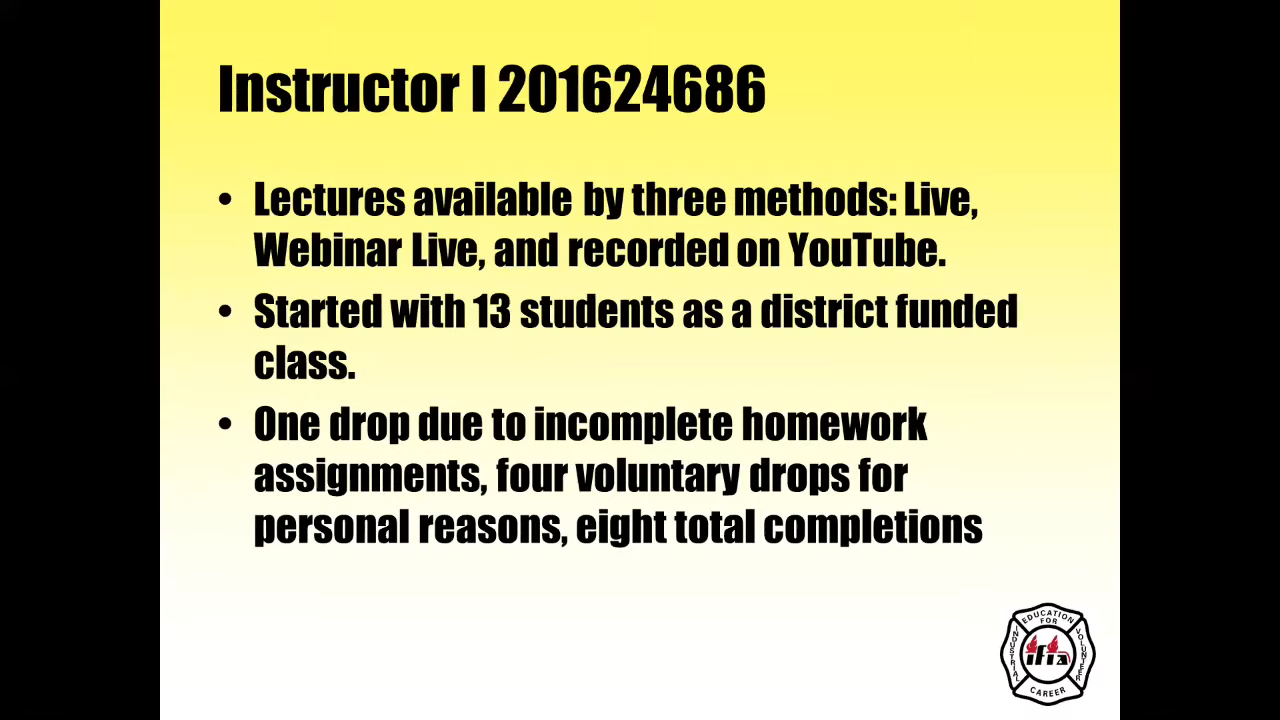 Instructor I 201624686
• Lectures available by three methods: Live,
Webinar Live, and recorded on YouTube.
• Started with 13 students as a district funded
class.
• One drop due to incomplete homework
assignments, four voluntary drops for
personal reasons, eight total completions
EDUCATION
FOR
INDUSTRIAL
VOLUNTEER
ifia
CAREER